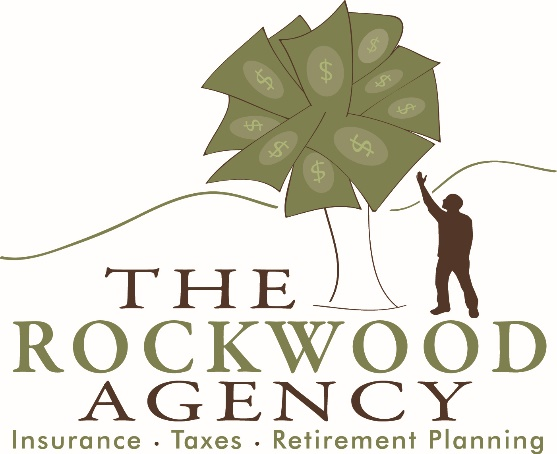 $ $ $ $ $ $ $ $ $
THE
ROCKWOOD
AGENCY
Insurance · Taxes · Retirement Planning